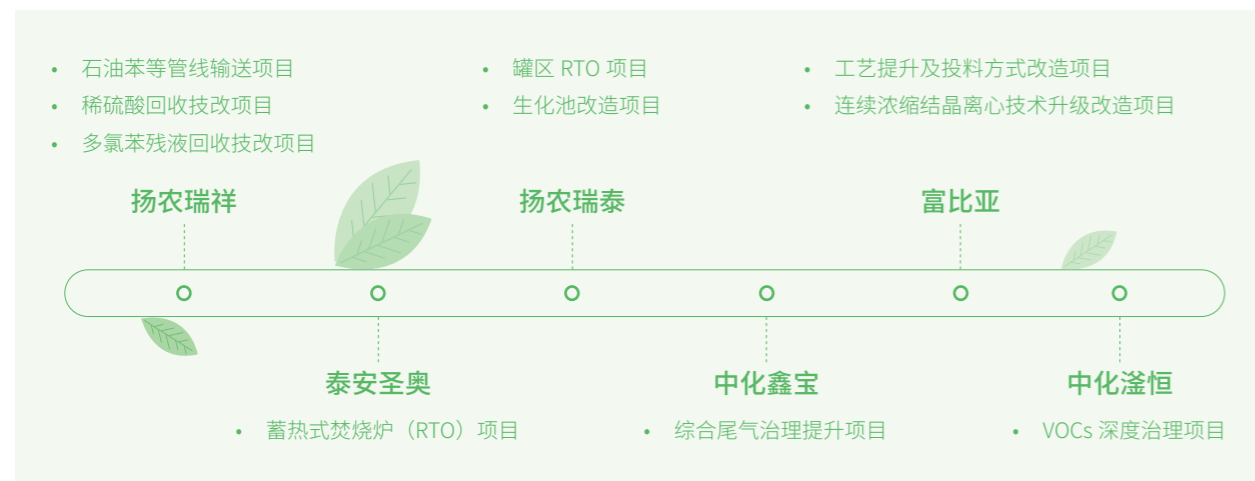 • 石油苯等管线输送项目
• 稀硫酸回收技改项目
• 多氯苯残液回收技改项目
扬农瑞祥
• 罐区 RTO 项目
• 生化池改造项目
扬农瑞泰
• 工艺提升及投料方式改造项目
• 连续浓缩结晶离心技术升级改造项目
富比亚
泰安圣奥
• 蓄热式焚烧炉（RTO）项目
中化鑫宝
• 综合尾气治理提升项目
中化滏恒
• VOCs 深度治理项目